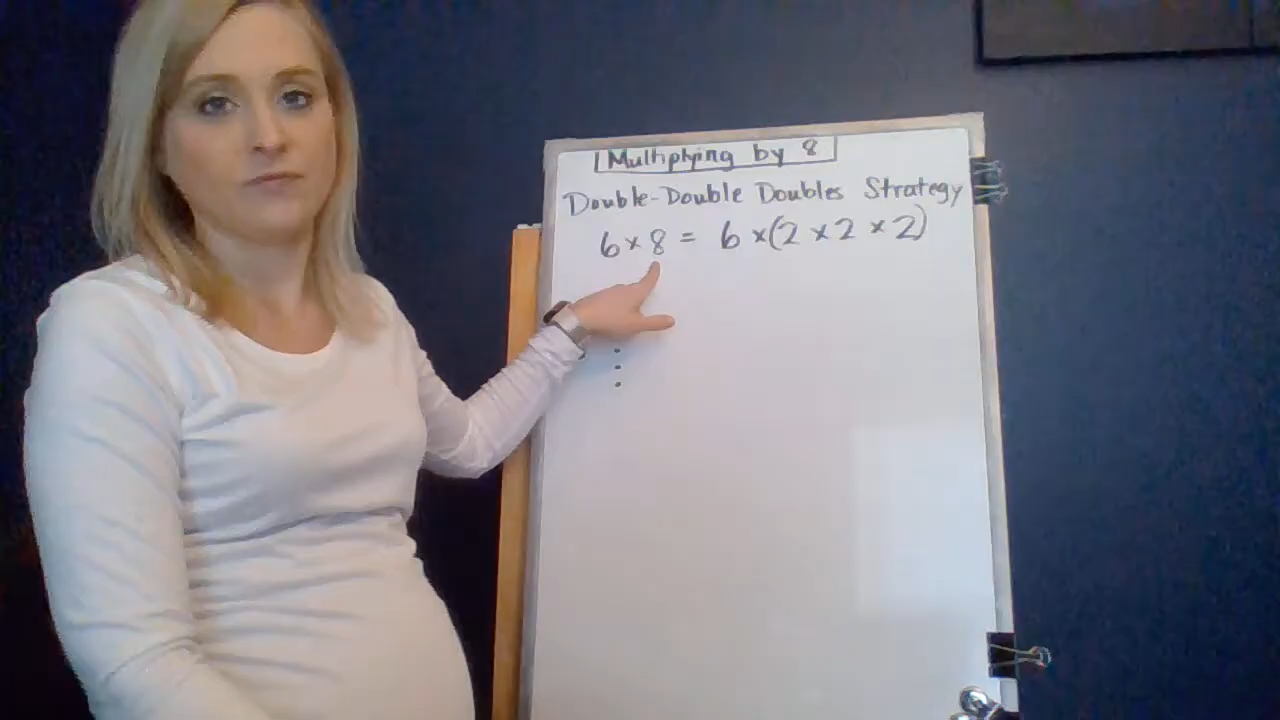 Multiplying by 8
Double-Double Doubles Strategy
6 × 8 = 6 × (2 × 2 × 2)